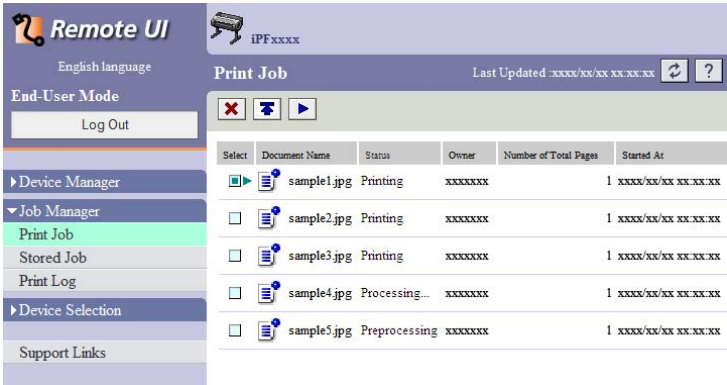 Remote UI
iPFxxxx
English language
Print Job
Last Updated :xxxx/xx/xx xx:xx:xx
?
End-User Mode
Log Out
Select Document Name Status Owner Number of Total Pages Started At
sample1.jpg Printing xxxxxxx 1 xxxx/xx/xx xx:xx:xx
sample2.jpg Printing xxxxxxx 1 xxxx/xx/xx xx:xx:xx
sample3.jpg Printing xxxxxxx 1 xxxx/xx/xx xx:xx:xx
sample4.jpg Processing... xxxxxxx 1 xxxx/xx/xx xx:xx:xx
sample5.jpg Preprocessing xxxxxxx 1 xxxx/xx/xx xx:xx:xx
Device Manager
Job Manager
Print Job
Stored Job
Print Log
Device Selection
Support Links